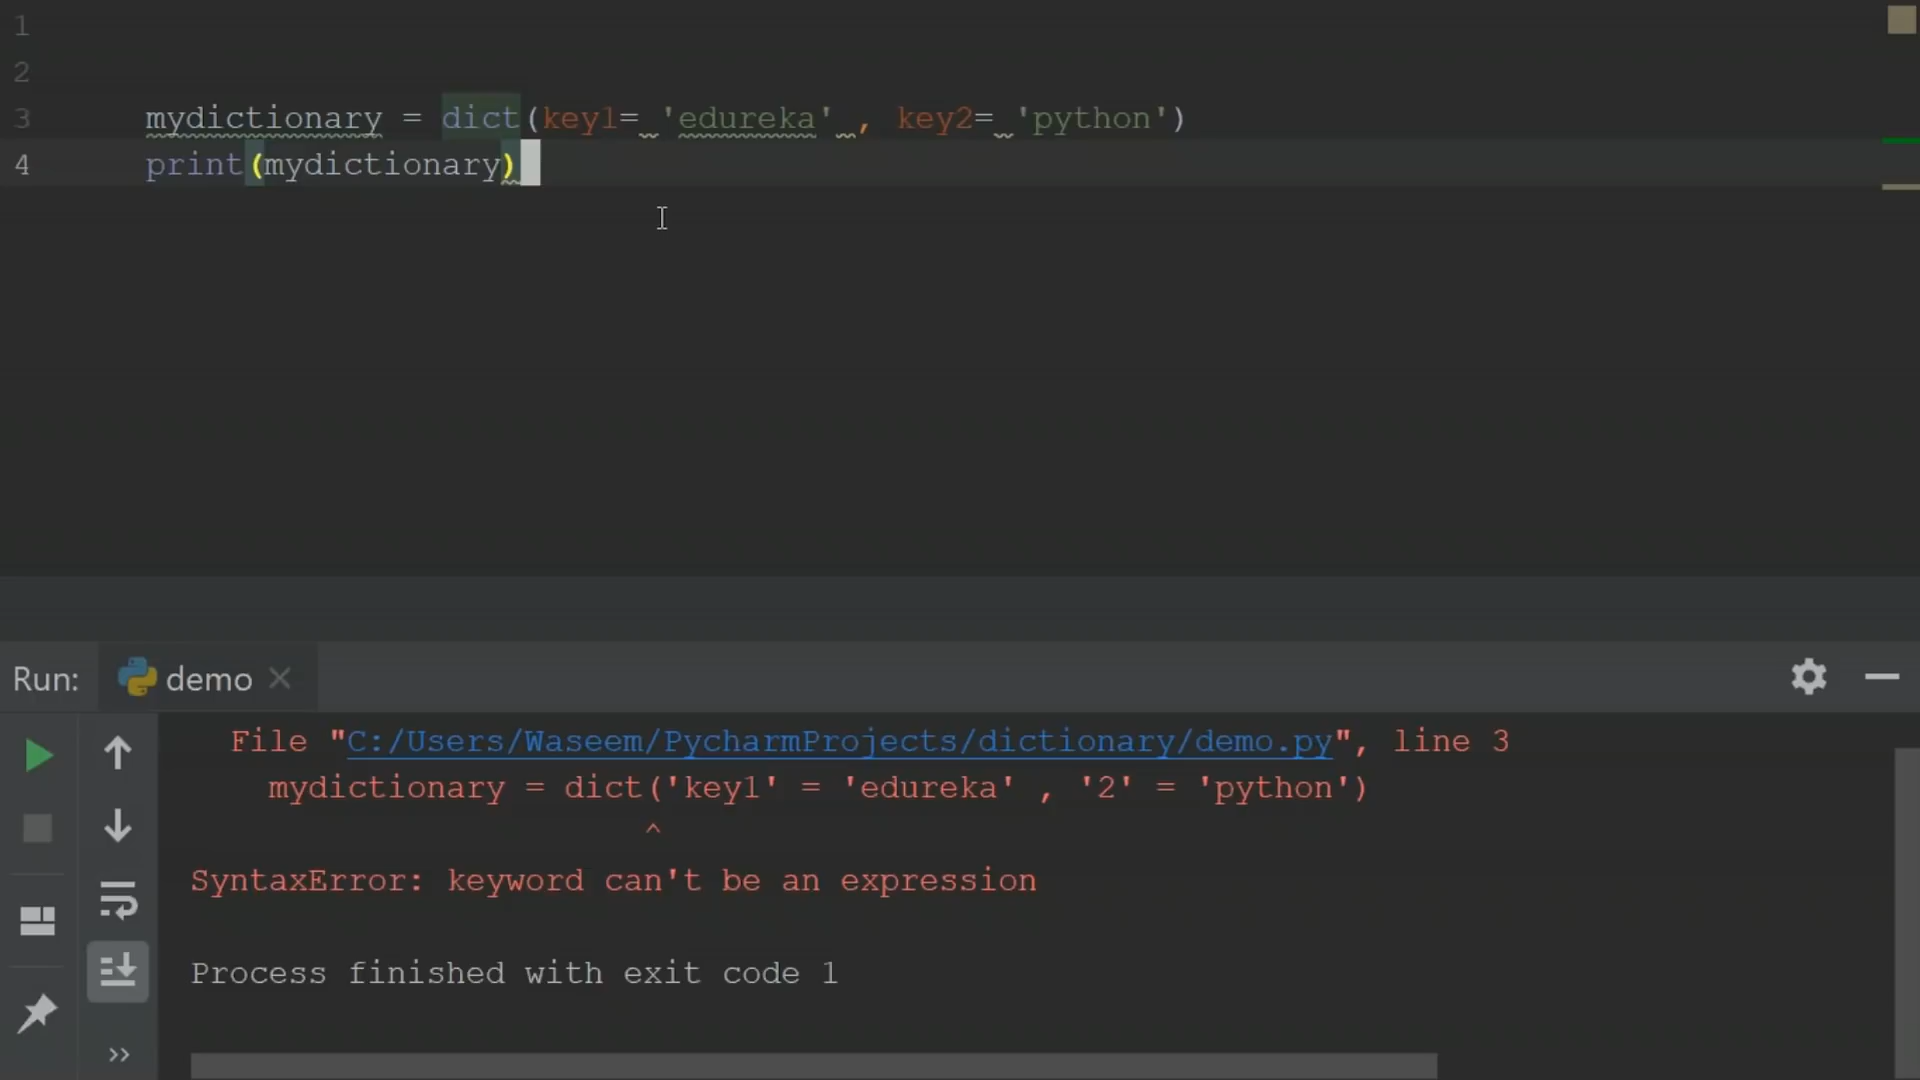 1
2
3 mydictionary = dict(key1= 'edureka' , key2= 'python')
4 print(mydictionary)
Run: demo
File "C:/Users/Waseem/PycharmProjects/dictionary/demo.py", line 3
mydictionary = dict('key1' = 'edureka' , '2' = 'python')
^
SyntaxError: keyword can't be an expression
Process finished with exit code 1